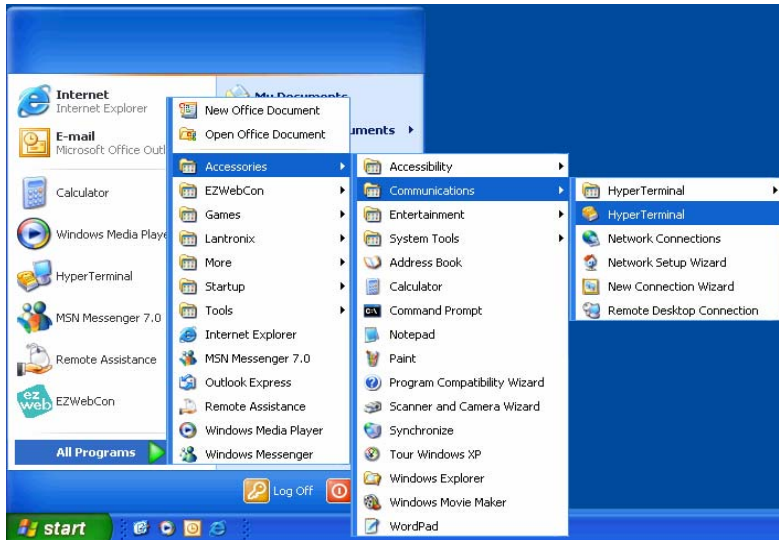 Internet
Internet Explorer
E-mail
Microsoft Office Outl
Calculator
Windows Media Playe
HyperTerminal
MSN Messenger 7.0
Remote Assistance
ez
web
EZWebCon
All Programs
My Documents
uments
New Office Document
Open Office Document
Accessories
EZWebCon
Games
Lantronix
More
Startup
Tools
Internet Explorer
MSN Messenger 7.0
Outlook Express
Remote Assistance
Windows Media Player
Windows Messenger
Accessibility
Communications
Entertainment
System Tools
Address Book
Calculator
Command Prompt
Notepad
Paint
Program Compatibility Wizard
Scanner and Camera Wizard
Synchronize
Tour Windows XP
Windows Explorer
Windows Movie Maker
WordPad
HyperTerminal
HyperTerminal
Network Connections
Network Setup Wizard
New Connection Wizard
Remote Desktop Connection
Log Off
start